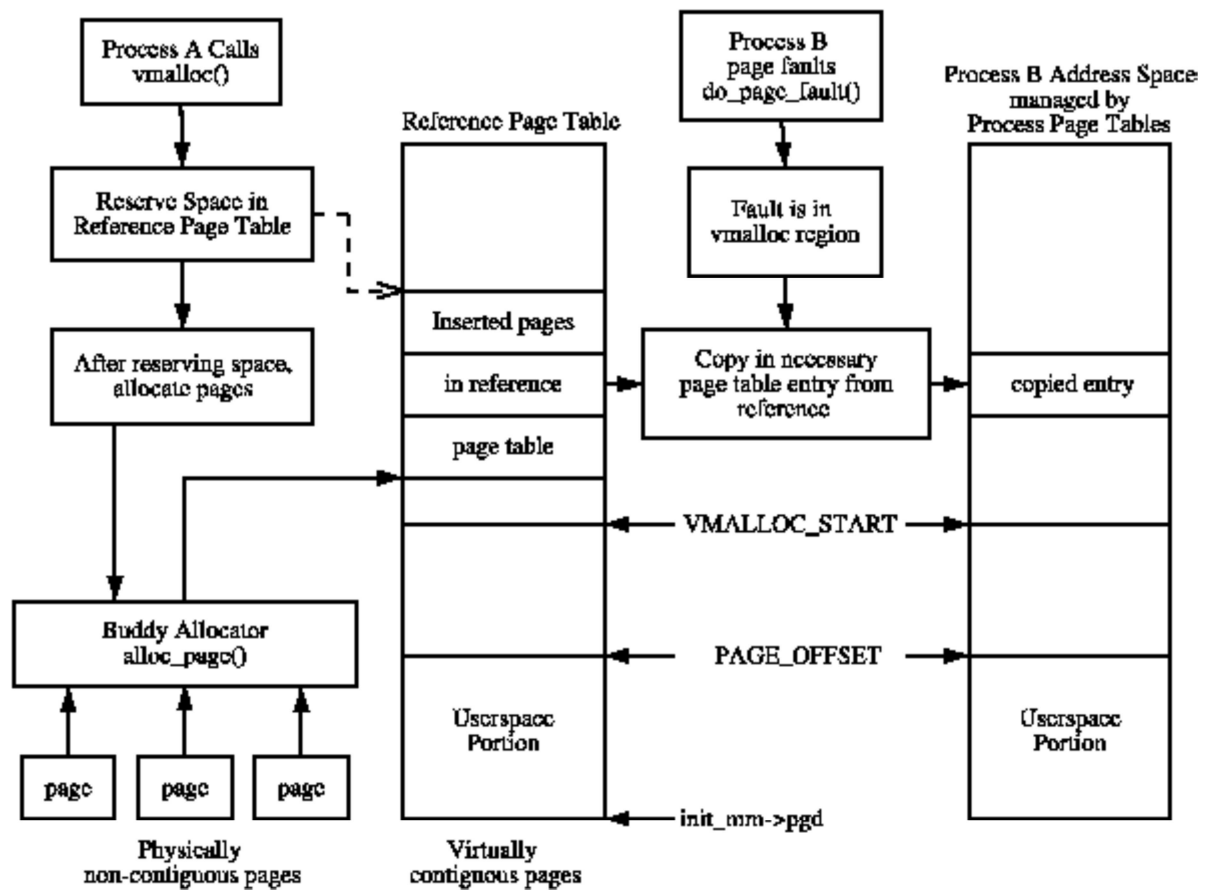 Process A Calls
vmalloc()
Reserve Space in
Reference Page Table
After reserving space,
allocate pages
Buddy Allocator
alloc_page()
page
page
page
Physically
non-contiguous pages
Reference Page Table
Inserted pages
in reference
page table
Userspace
Portion
Virtually
contiguous pages
Process B
page faults
do_page_fault()
Fault is in
vmalloc region
Copy in necessary
page table entry from
reference
VMALLOC_START
PAGE_OFFSET
init_mm->pgd
Process B Address Space
managed by
Process Page Tables
copied entry
Userspace
Portion